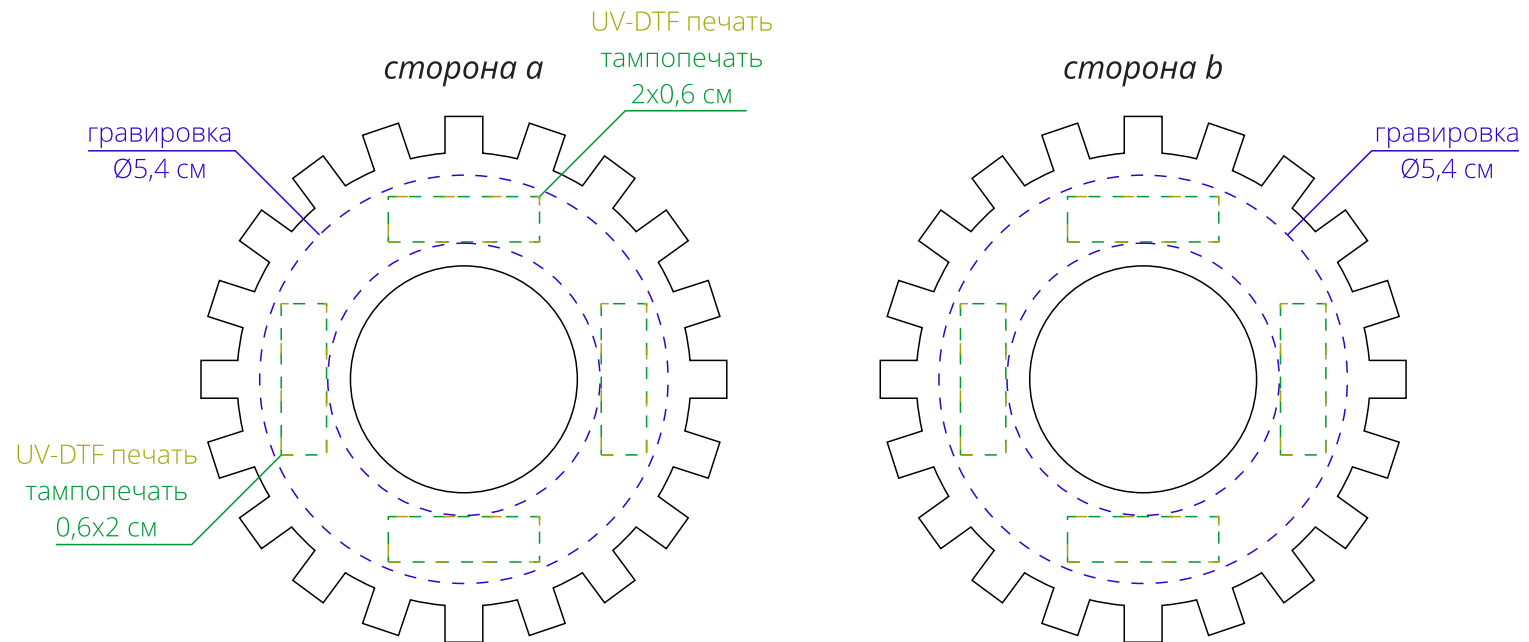 UV-DTF печать
тампопечать
2х0,6 см
сторона a
сторона b
гравировка
Ø5,4 см
гравировка
Ø5,4 см
UV-DTF печать
тампопечать
0,6х2 см